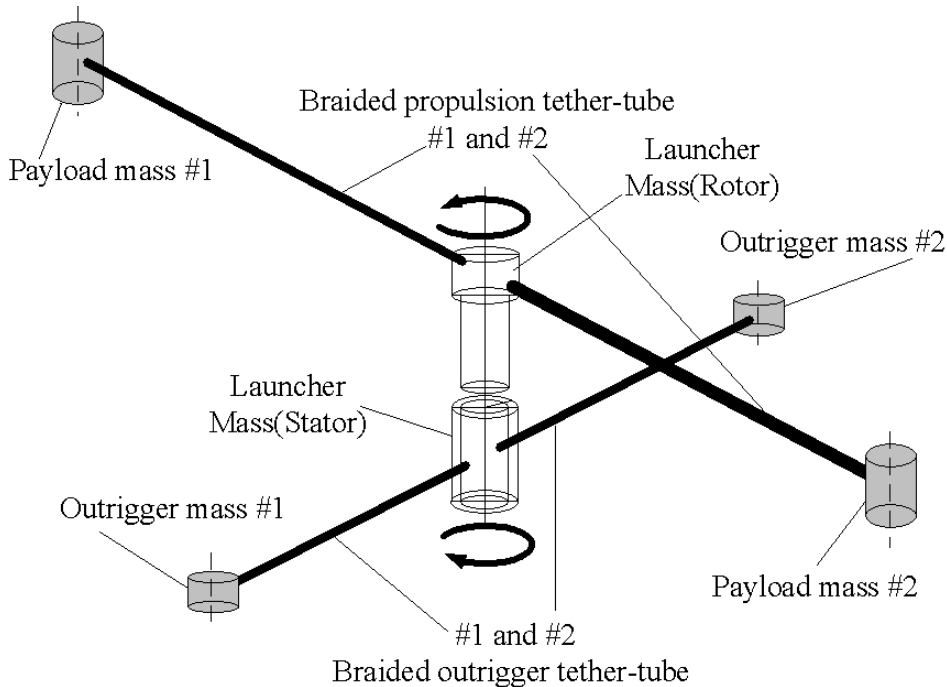 Braided propulsion tether-tube
#1 and #2
Payload mass #1
Launcher
Mass(Rotor)
Outrigger mass #2
Launcher
Mass(Stator)
Outrigger mass #1
Payload mass #2
#1 and #2
Braided outrigger tether-tube